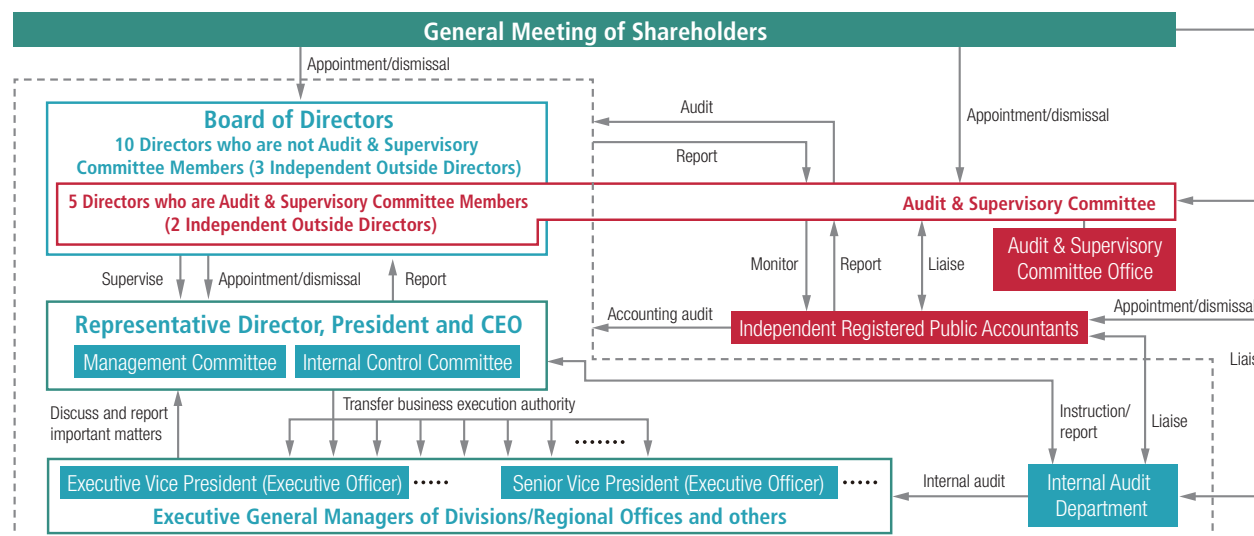 General Meeting of Shareholders
Appointment/dismissal
Board of Directors
10 Directors who are not Audit & Supervisory
Committee Members (3 Independent Outside Directors)
Audit
Report
Appointment/dismissal
5 Directors who are Audit & Supervisory Committee Members
(2 Independent Outside Directors)
Audit & Supervisory Committee
Audit & Supervisory
Committee Office
Supervise
Appointment/dismissal
Report
Monitor
Report
Liaise
Representative Director, President and CEO
Management Committee
Internal Control Committee
Accounting audit
Independent Registered Public Accountants
Appointment/dismissal
Discuss and report
important matters
Transfer business execution authority
.......
Instruction/
report
Liaise
Executive Vice President (Executive Officer)
.....
Senior Vice President (Executive Officer)
.....
Executive General Managers of Divisions/Regional Offices and others
Internal audit
Internal Audit
Department